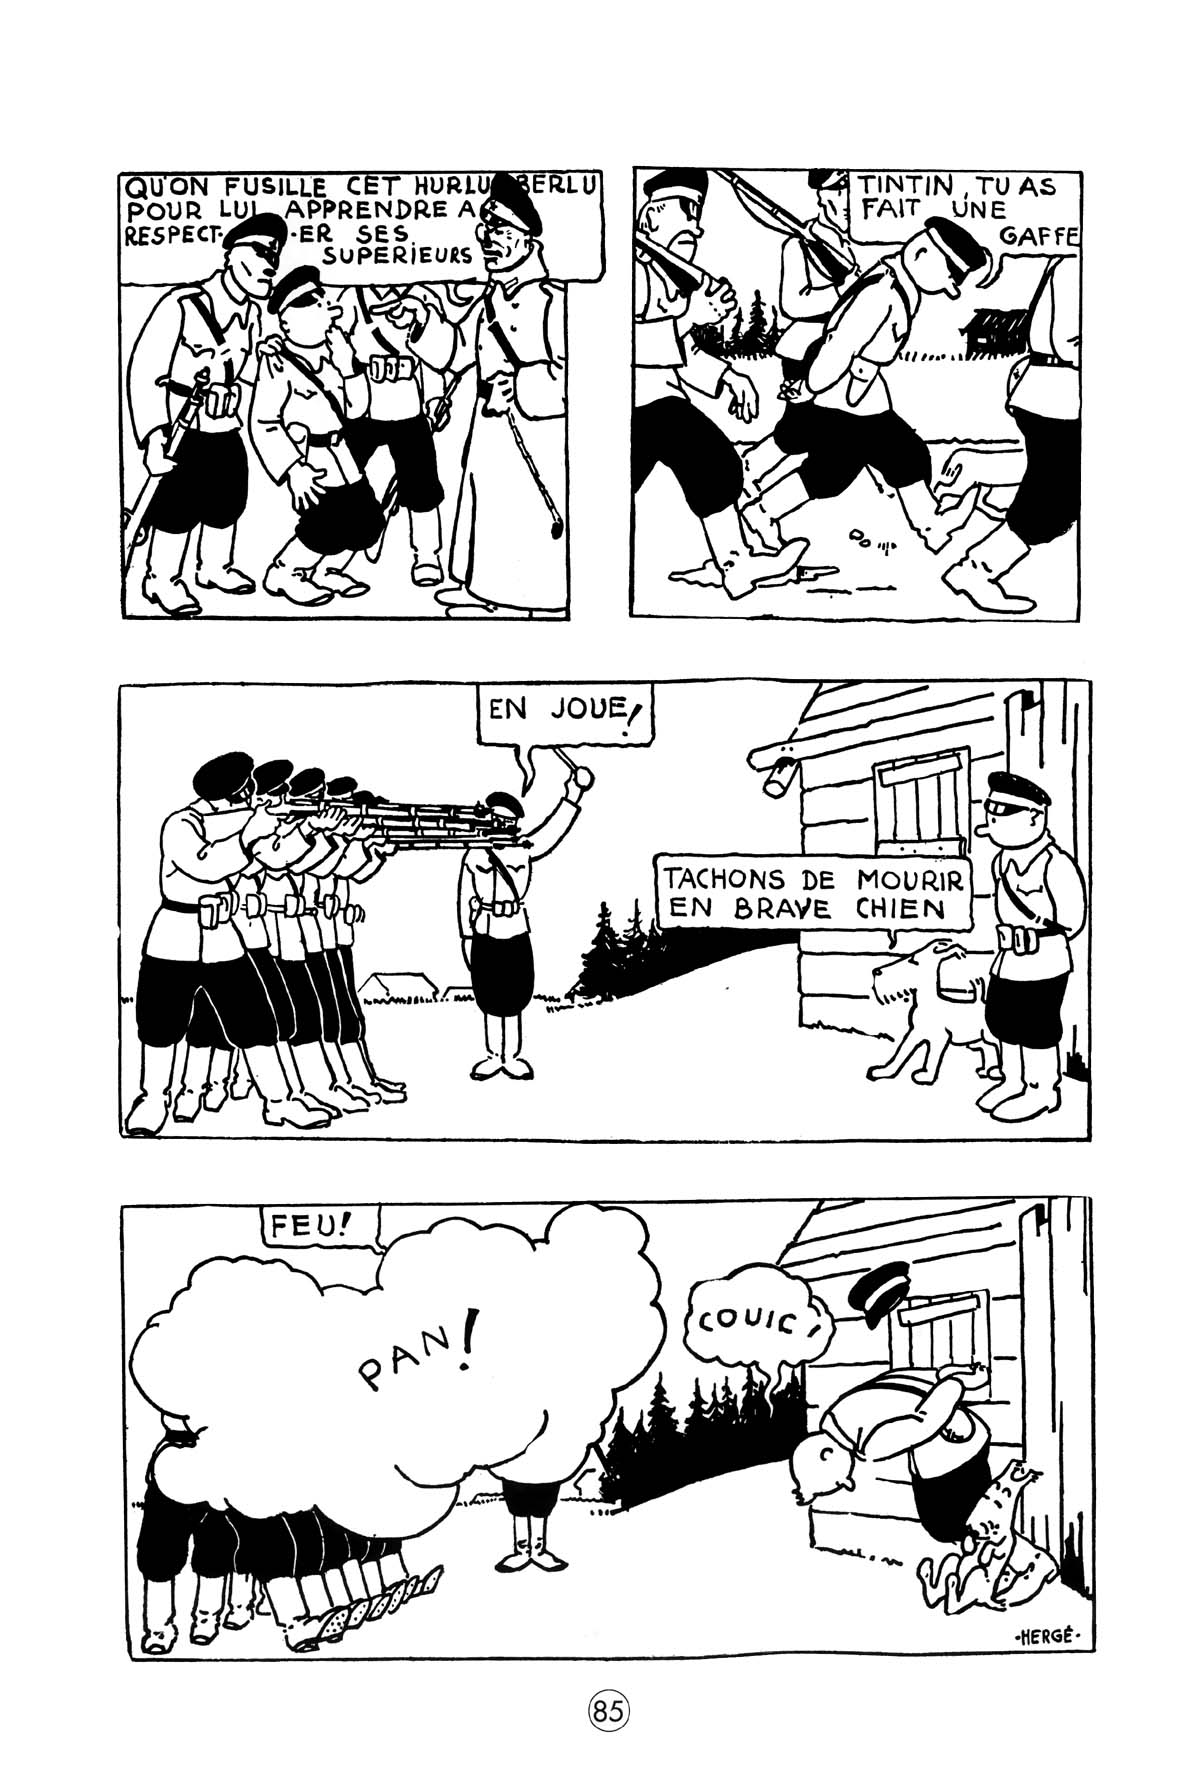 QU'ON FUSILLE CET HURLUBERLU
POUR LUI APPRENDRE A
RESPECT- -ER SES
SUPERIEURS
TINTIN, TU AS
FAIT UNE
GAFFE
EN JOUE!
TACHONS DE MOURIR
EN BRAVE CHIEN
FEU!
PAN!
COUIC!
·HERGÉ·
85